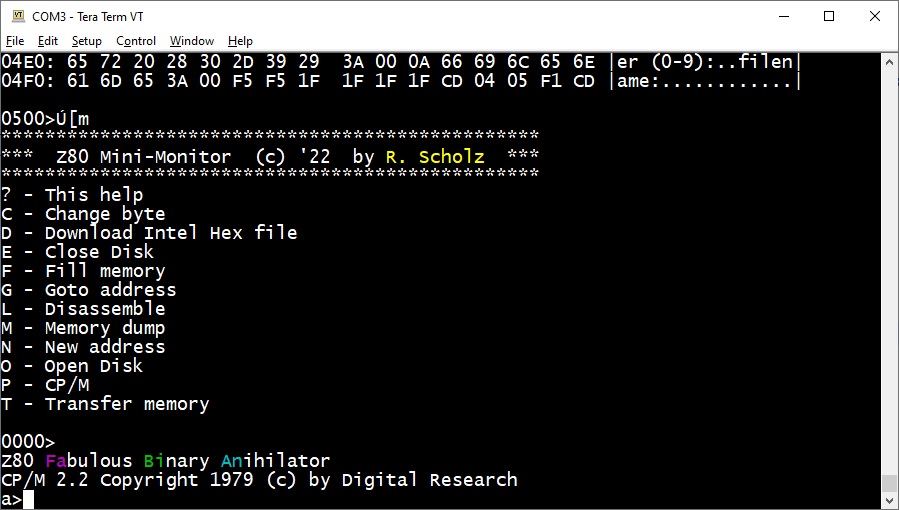 COM3 - Tera Term VT
File Edit Setup Control Window Help
04E0: 65 72 20 28 30 2D 39 29  3A 00 0A 66 69 6C 65 6E |er (0-9):..filen|
04F0: 61 6D 65 3A 00 F5 F5 1F  1F 1F 1F CD 04 05 F1 CD |ame:............|
0500>Ú[m
*************************************************
***  Z80 Mini-Monitor  (c) '22  by R. Scholz  ***
*************************************************
? - This help
C - Change byte
D - Download Intel Hex file
E - Close Disk
F - Fill memory
G - Goto address
L - Disassemble
M - Memory dump
N - New address
O - Open Disk
P - CP/M
T - Transfer memory
0000>
Z80 Fabulous Binary Anihilator
CP/M 2.2 Copyright 1979 (c) by Digital Research
a>